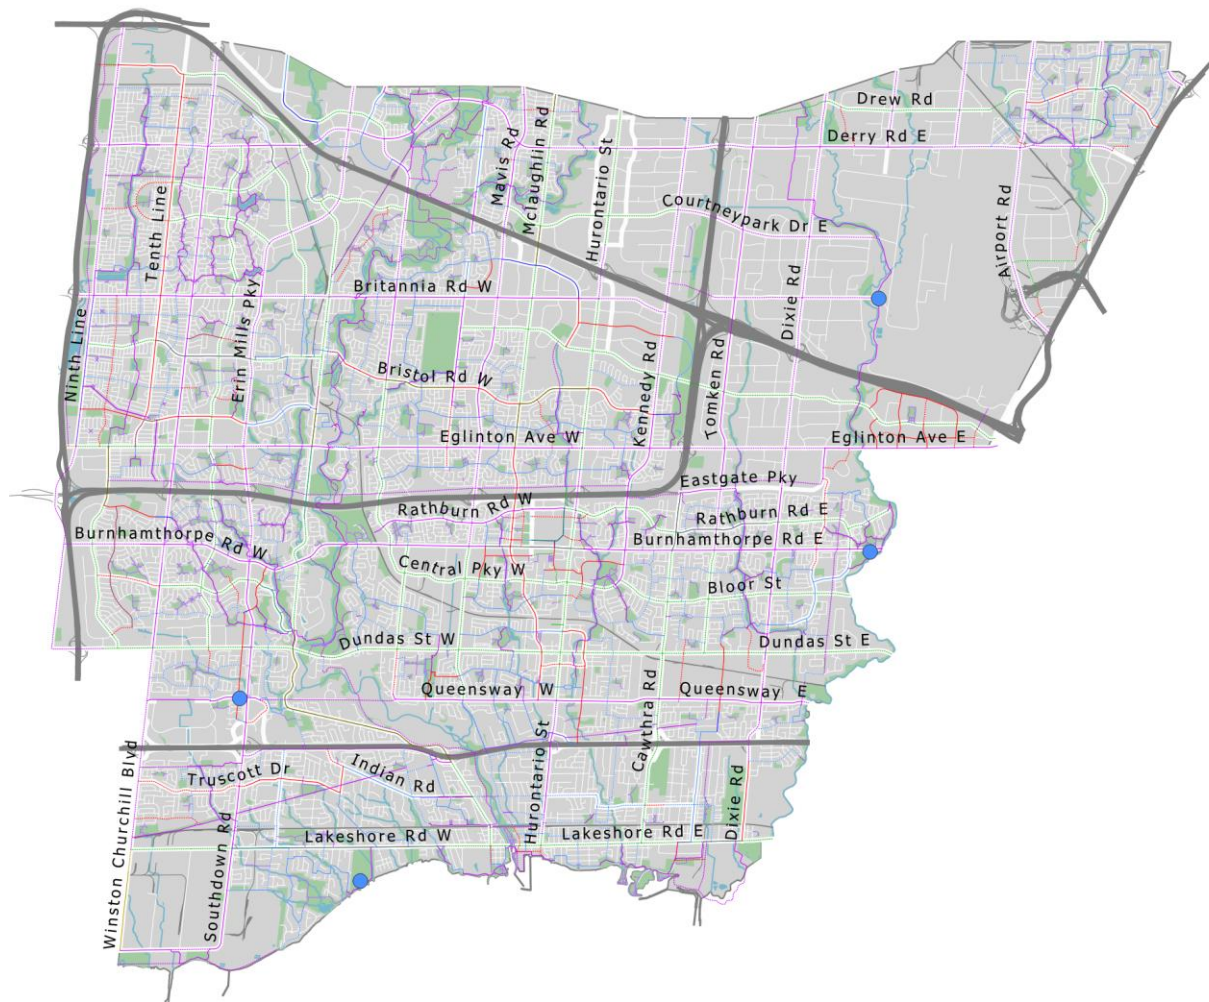 Drew Rd
Derry Rd E
Mavis Rd
Mclaughlin Rd
Hurontario St
Courtneypark Dr E
Airport Rd
Tenth Line
Erin Mills Pky
Britannia Rd W
Dixie Rd
Ninth Line
Bristol Rd W
Kennedy Rd
Tomken Rd
Eglinton Ave W
Eglinton Ave E
Eastgate Pky
Rathburn Rd W
Rathburn Rd E
Burnhamthorpe Rd W
Burnhamthorpe Rd E
Central Pky W
Bloor St
Dundas St W
Dundas St E
Queensway W
Queensway E
Cawthra Rd
Hurontario St
Winston Churchill Blvd
Truscott Dr
Indian Rd
Dixie Rd
Southdown Rd
Lakeshore Rd W
Lakeshore Rd E